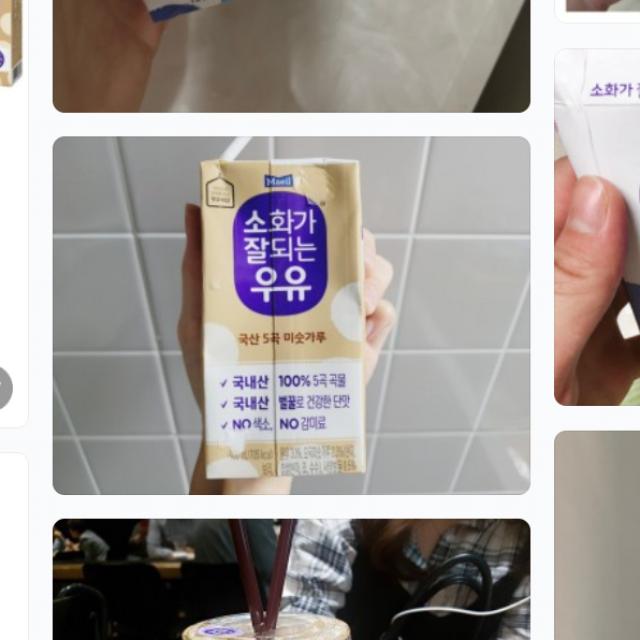 Maeil
소화가
잘되는
우유
국산 5곡 미숫가루
✓ 국내산 100% 5곡 곡물
✓ 국내산 벌꿀로 건강한 단맛
✓ NO 색소, NO 감미료
소화가